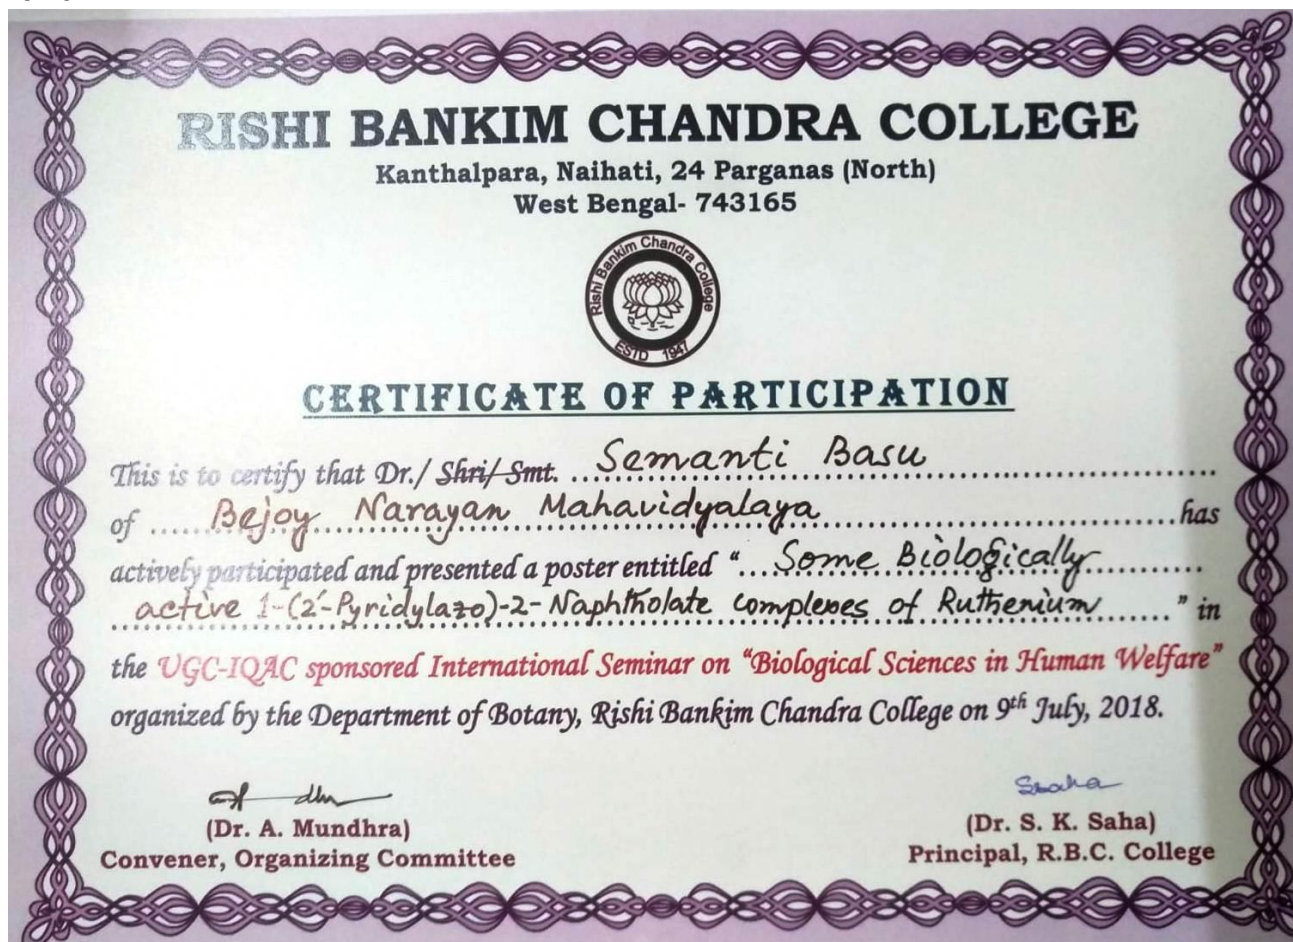 RISHI BANKIM CHANDRA COLLEGE
Kanthalpara, Naihati, 24 Parganas (North)
West Bengal- 743165
Rishi Bankim Chandra College
ESTD 1947
CERTIFICATE OF PARTICIPATION
This is to certify that Dr./ Shri/ Smt. Semanti Basu
of Bejoy Narayan Mahavidyalaya has
actively participated and presented a poster entitled “ Some Biologically
active 1-(2'-Pyridylazo)-2-Naphtholate complexes of Ruthenium ” in
the UGC-IQAC sponsored International Seminar on “Biological Sciences in Human Welfare”
organized by the Department of Botany, Rishi Bankim Chandra College on 9th July, 2018.
Ssaha
(Dr. A. Mundhra) (Dr. S. K. Saha)
Convener, Organizing Committee Principal, R.B.C. College